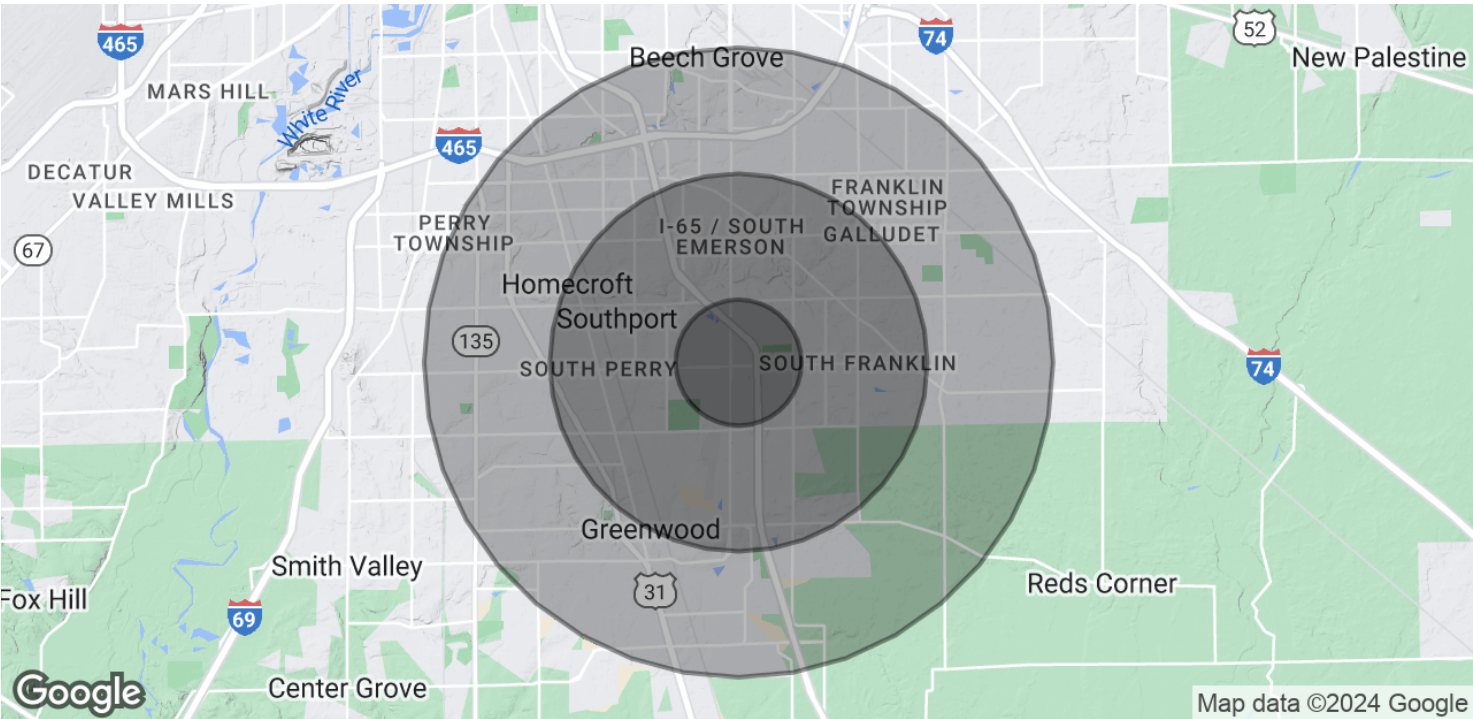 465
74
52
Beech Grove
New Palestine
MARS HILL
White River
465
DECATUR
VALLEY MILLS
FRANKLIN
TOWNSHIP
PERRY
TOWNSHIP
I-65 / SOUTH
EMERSON
GALLUDET
67
Homecroft
Southport
135
SOUTH PERRY
SOUTH FRANKLIN
74
Greenwood
Smith Valley
31
Reds Corner
Fox Hill
69
Center Grove
Google
Map data ©2024 Google